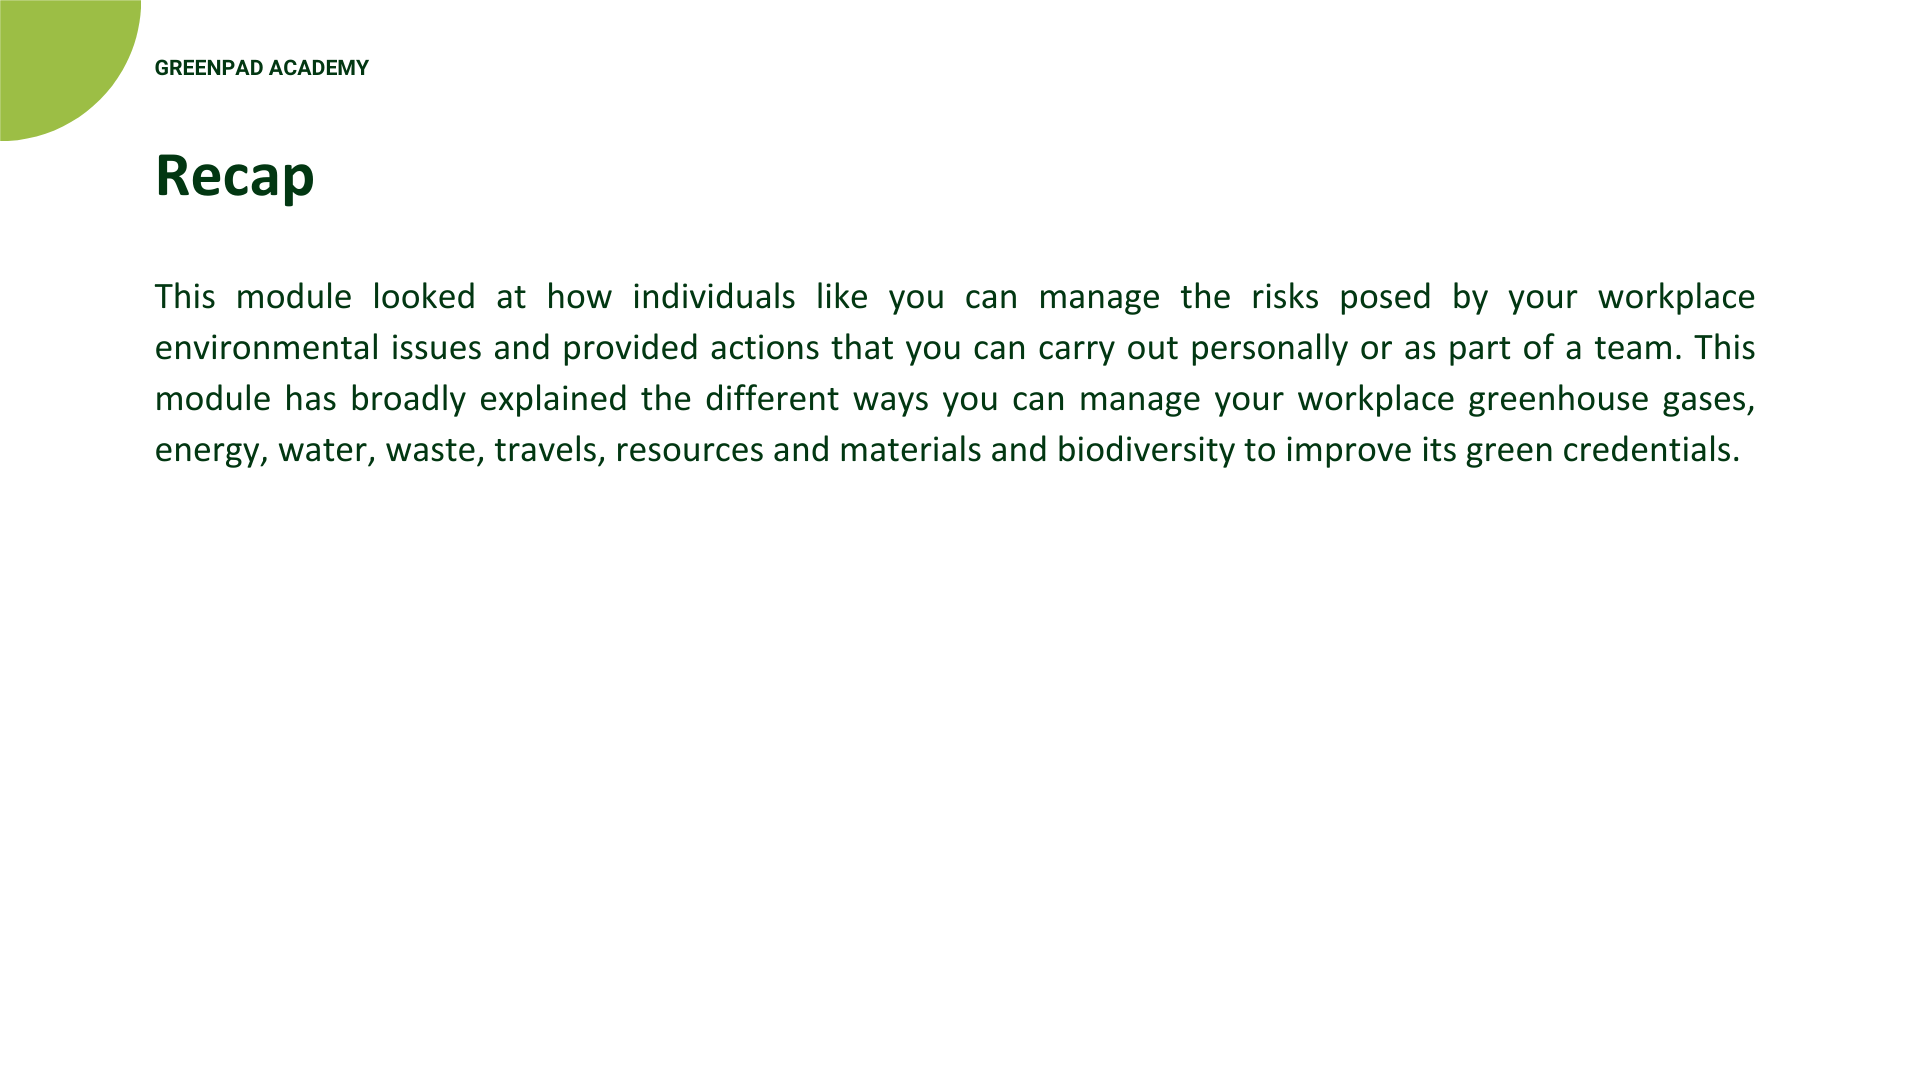 GREENPAD ACADEMY
Recap
This module looked at how individuals like you can manage the risks posed by your workplace
environmental issues and provided actions that you can carry out personally or as part of a team. This
module has broadly explained the different ways you can manage your workplace greenhouse gases,
energy, water, waste, travels, resources and materials and biodiversity to improve its green credentials.